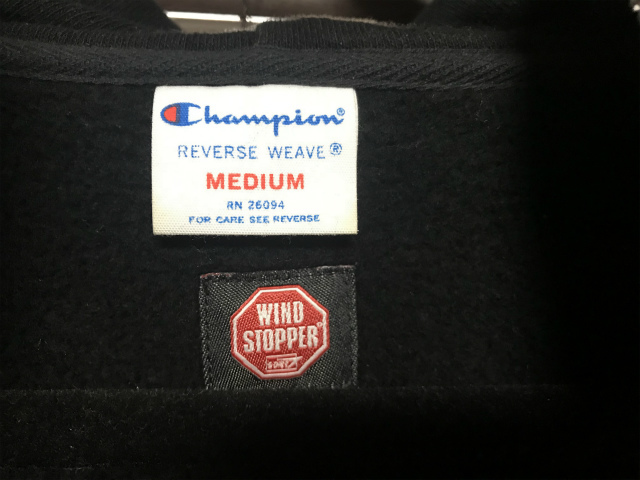 Champion®
REVERSE WEAVE®
MEDIUM
RN 26094
FOR CARE SEE REVERSE
WIND
STOPPER®